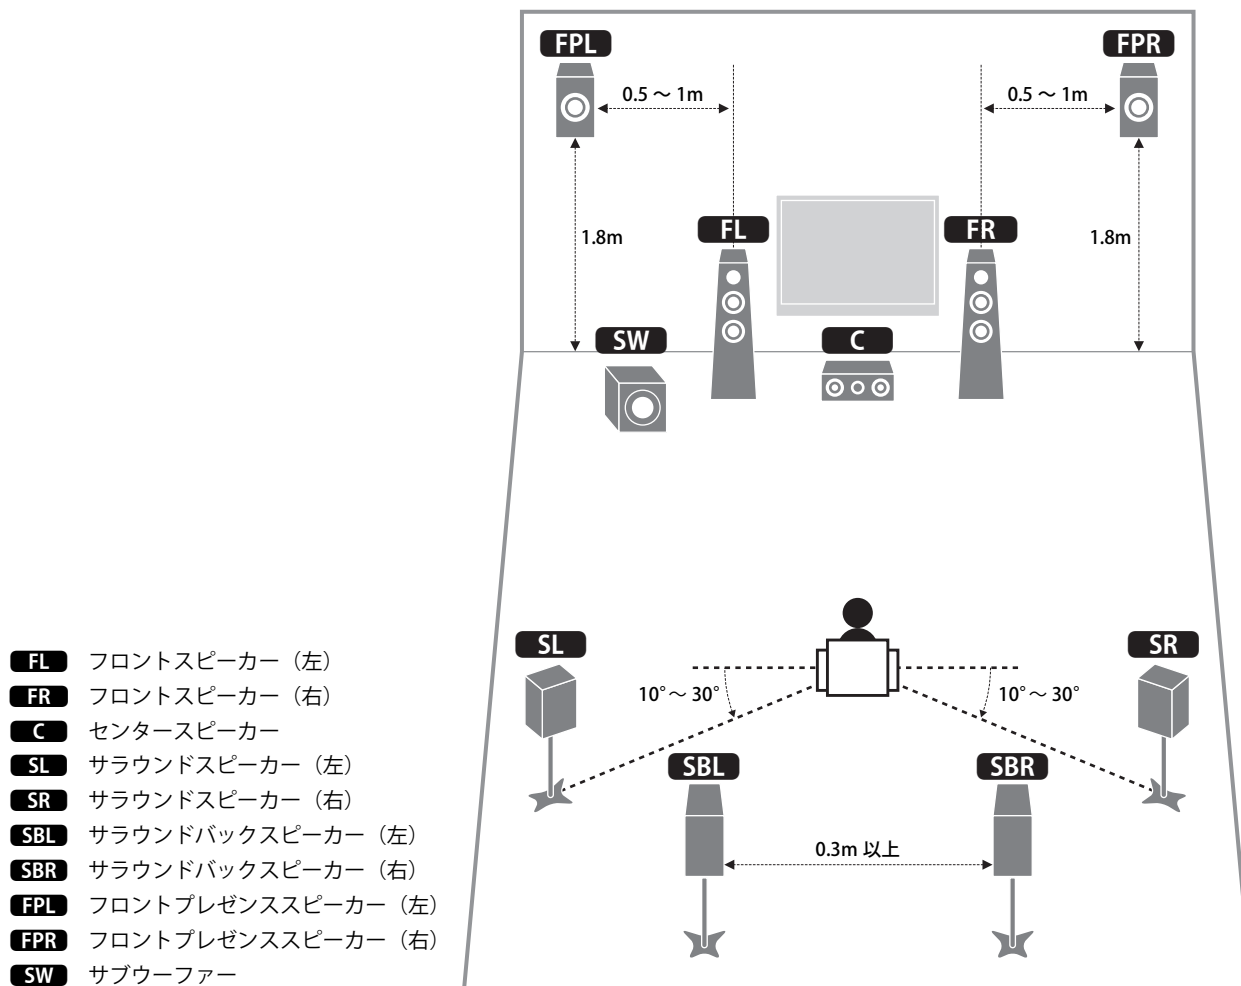 FPL
FPR
0.5 ~ 1m
0.5 ~ 1m
FL
FR
1.8m
1.8m
SW
C
SL
SR
10°~ 30°
10°~ 30°
SBL
SBR
0.3m 以上
FL フロントスピーカー（左）
FR フロントスピーカー（右）
C センタースピーカー
SL サラウンドスピーカー（左）
SR サラウンドスピーカー（右）
SBL サラウンドバックスピーカー（左）
SBR サラウンドバックスピーカー（右）
FPL フロントプレゼンススピーカー（左）
FPR フロントプレゼンススピーカー（右）
SW サブウーファー